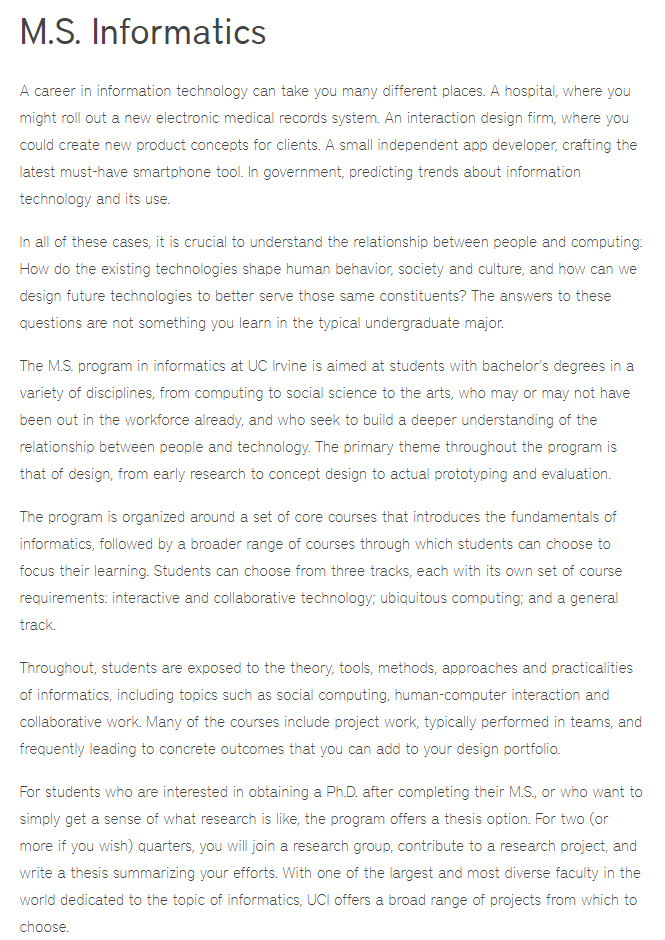 M.S. Informatics
A career in information technology can take you many different places. A hospital, where you
might roll out a new electronic medical records system. An interaction design firm, where you
could create new product concepts for clients. A small independent app developer, crafting the
latest must-have smartphone tool. In government, predicting trends about information
technology and its use.
In all of these cases, it is crucial to understand the relationship between people and computing:
How do the existing technologies shape human behavior, society and culture, and how can we
design future technologies to better serve those same constituents? The answers to these
questions are not something you learn in the typical undergraduate major.
The M.S. program in informatics at UC Irvine is aimed at students with bachelor's degrees in a
variety of disciplines, from computing to social science to the arts, who may or may not have
been out in the workforce already, and who seek to build a deeper understanding of the
relationship between people and technology. The primary theme throughout the program is
that of design, from early research to concept design to actual prototyping and evaluation.
The program is organized around a set of core courses that introduces the fundamentals of
informatics, followed by a broader range of courses through which students can choose to
focus their learning. Students can choose from three tracks, each with its own set of course
requirements: interactive and collaborative technology; ubiquitous computing; and a general
track.
Throughout, students are exposed to the theory, tools, methods, approaches and practicalities
of informatics, including topics such as social computing, human-computer interaction and
collaborative work. Many of the courses include project work, typically performed in teams, and
frequently leading to concrete outcomes that you can add to your design portfolio.
For students who are interested in obtaining a Ph.D. after completing their M.S., or who want to
simply get a sense of what research is like, the program offers a thesis option. For two (or
more if you wish) quarters, you will join a research group, contribute to a research project, and
write a thesis summarizing your efforts. With one of the largest and most diverse faculty in the
world dedicated to the topic of informatics, UCI offers a broad range of projects from which to
choose.